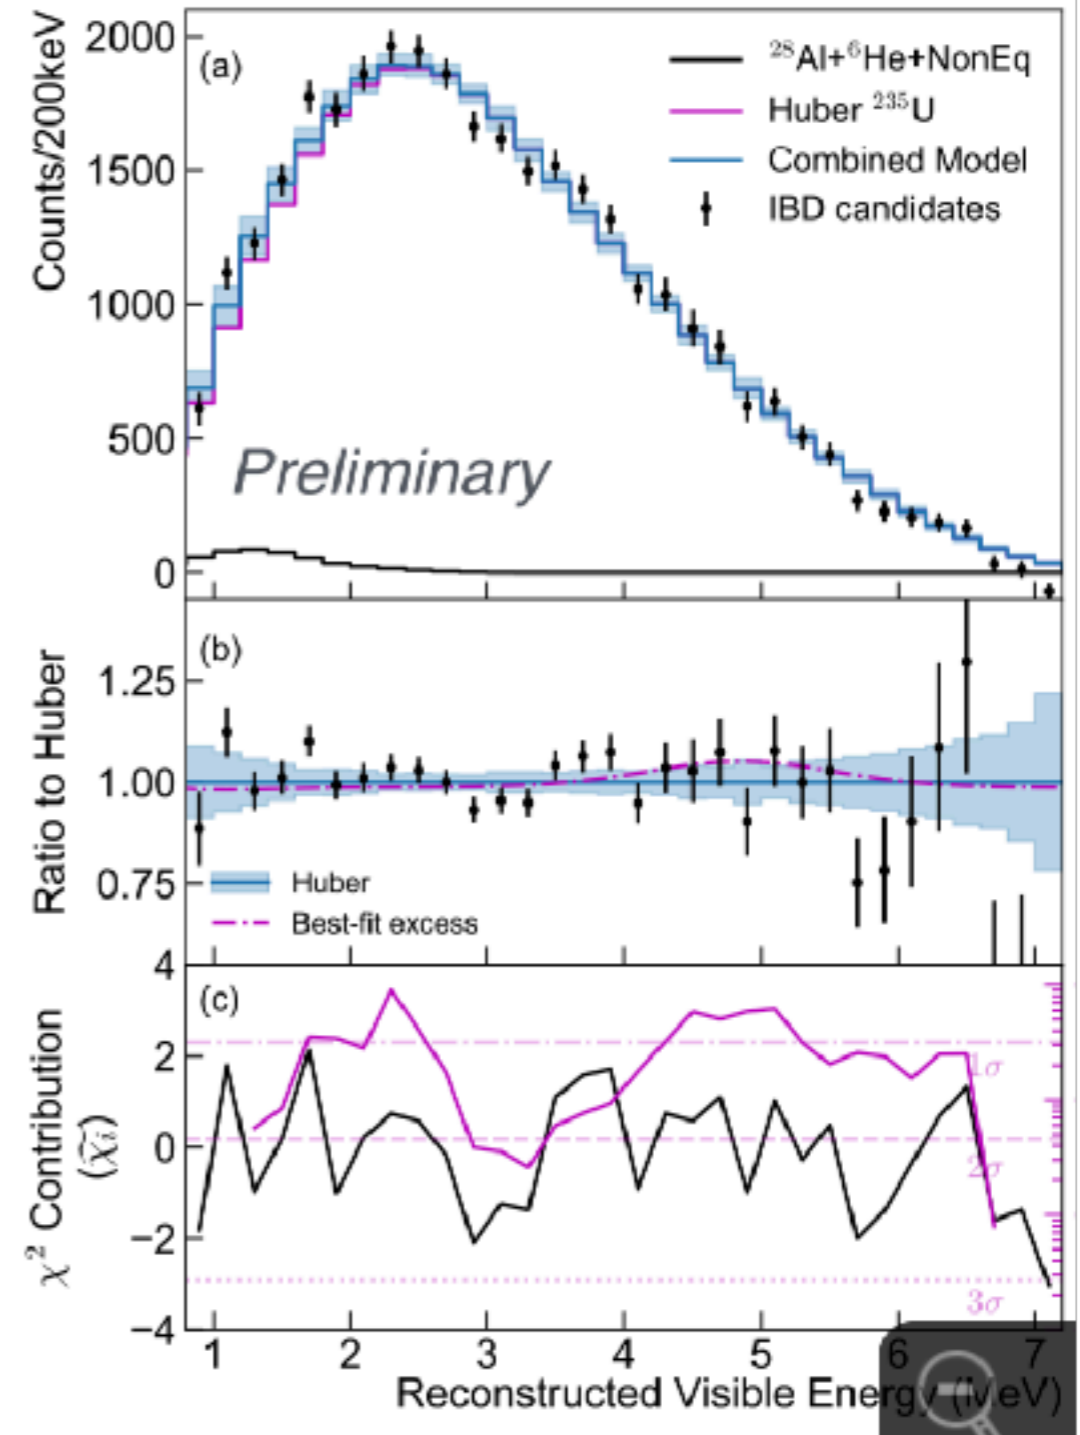 (a)
2000
1500
1000
500
0
Counts/200keV
²⁸Al+⁶He+NonEq
Huber ²³⁵U
Combined Model
IBD candidates
Preliminary
(b)
1.25
1.00
0.75
Ratio to Huber
Huber
Best-fit excess
(c)
4
2
0
−2
−4
χ² Contribution
(χ̃ᵢ)
1σ
2σ
3σ
1 2 3 4 5 6 7
Reconstructed Visible Energy (MeV)